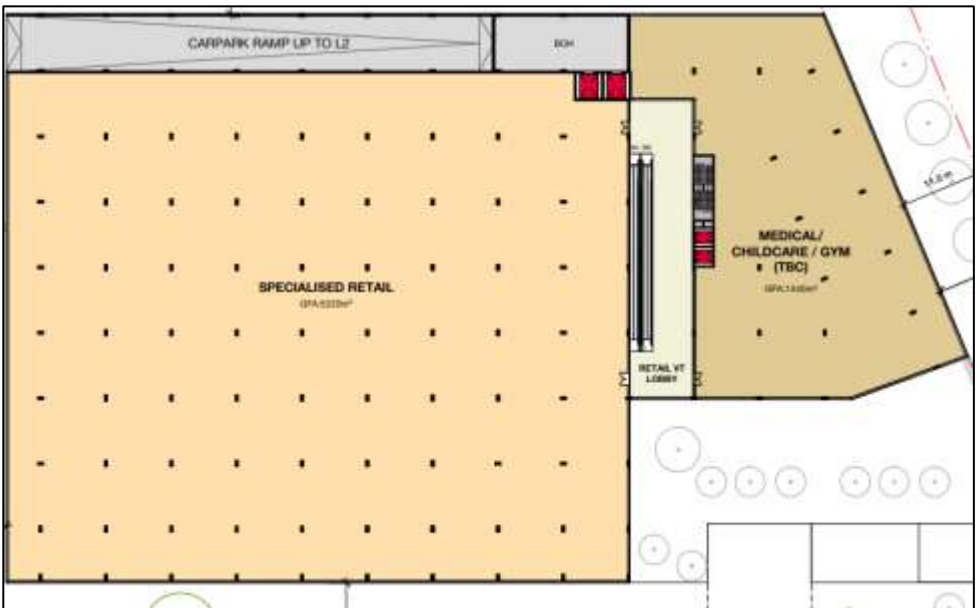 CARPARK RAMP UP TO L2
BOH
SPECIALISED RETAIL
MEDICAL/
CHILDCARE / GYM
(TBC)
RETAIL VT
LOBBY